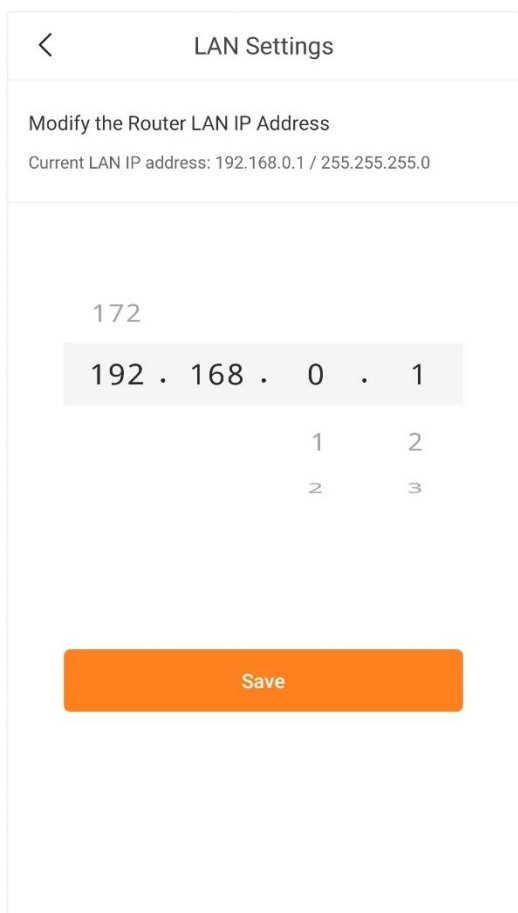 LAN Settings
Modify the Router LAN IP Address
Current LAN IP address: 192.168.0.1 / 255.255.255.0
172
192 . 168 . 0 . 1
1 2
2 3
Save